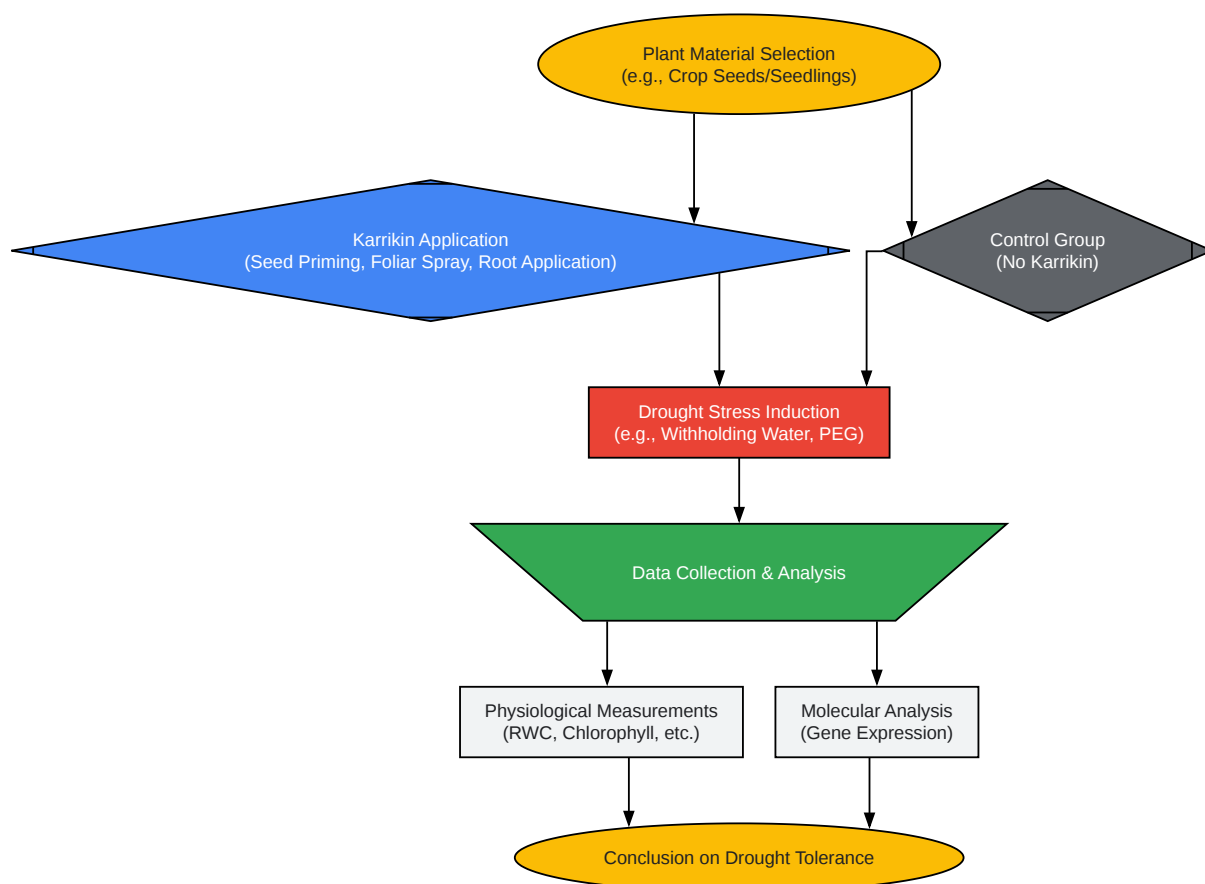 Plant Material Selection
(e.g., Crop Seeds/Seedlings)
Karrikin Application
(Seed Priming, Foliar Spray, Root Application)
Control Group
(No Karrikin)
Drought Stress Induction
(e.g., Withholding Water, PEG)
Data Collection & Analysis
Physiological Measurements
(RWC, Chlorophyll, etc.)
Molecular Analysis
(Gene Expression)
Conclusion on Drought Tolerance